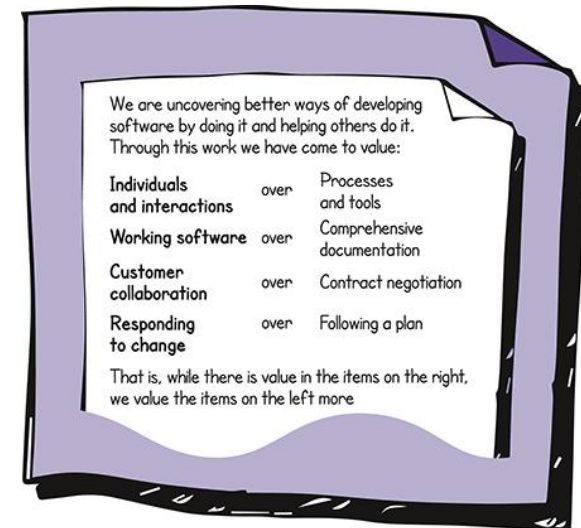 We are uncovering better ways of developing
software by doing it and helping others do it.
Through this work we have come to value:
Individuals
and interactions over Processes
and tools
Working software over Comprehensive
documentation
Customer
collaboration over Contract negotiation
Responding
to change over Following a plan
That is, while there is value in the items on the right,
we value the items on the left more